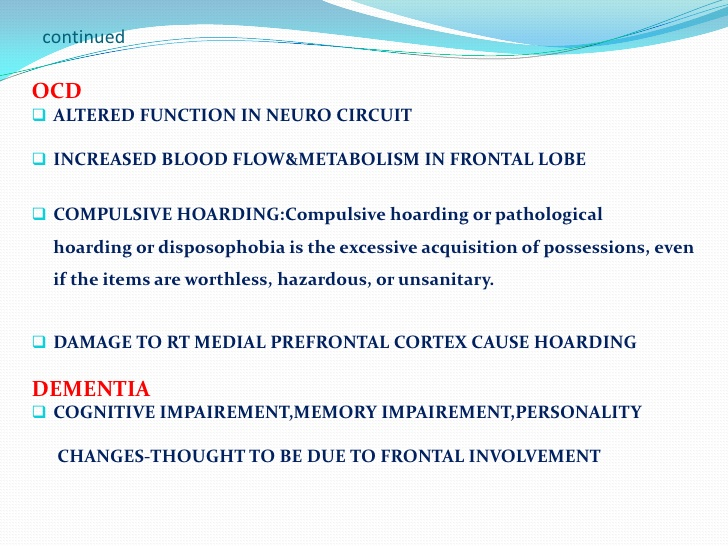 continued
OCD
ALTERED FUNCTION IN NEURO CIRCUIT
INCREASED BLOOD FLOW&METABOLISM IN FRONTAL LOBE
COMPULSIVE HOARDING:Compulsive hoarding or pathological
hoarding or disposophobia is the excessive acquisition of possessions, even
if the items are worthless, hazardous, or unsanitary.
DAMAGE TO RT MEDIAL PREFRONTAL CORTEX CAUSE HOARDING
DEMENTIA
COGNITIVE IMPAIREMENT,MEMORY IMPAIREMENT,PERSONALITY
CHANGES-THOUGHT TO BE DUE TO FRONTAL INVOLVEMENT